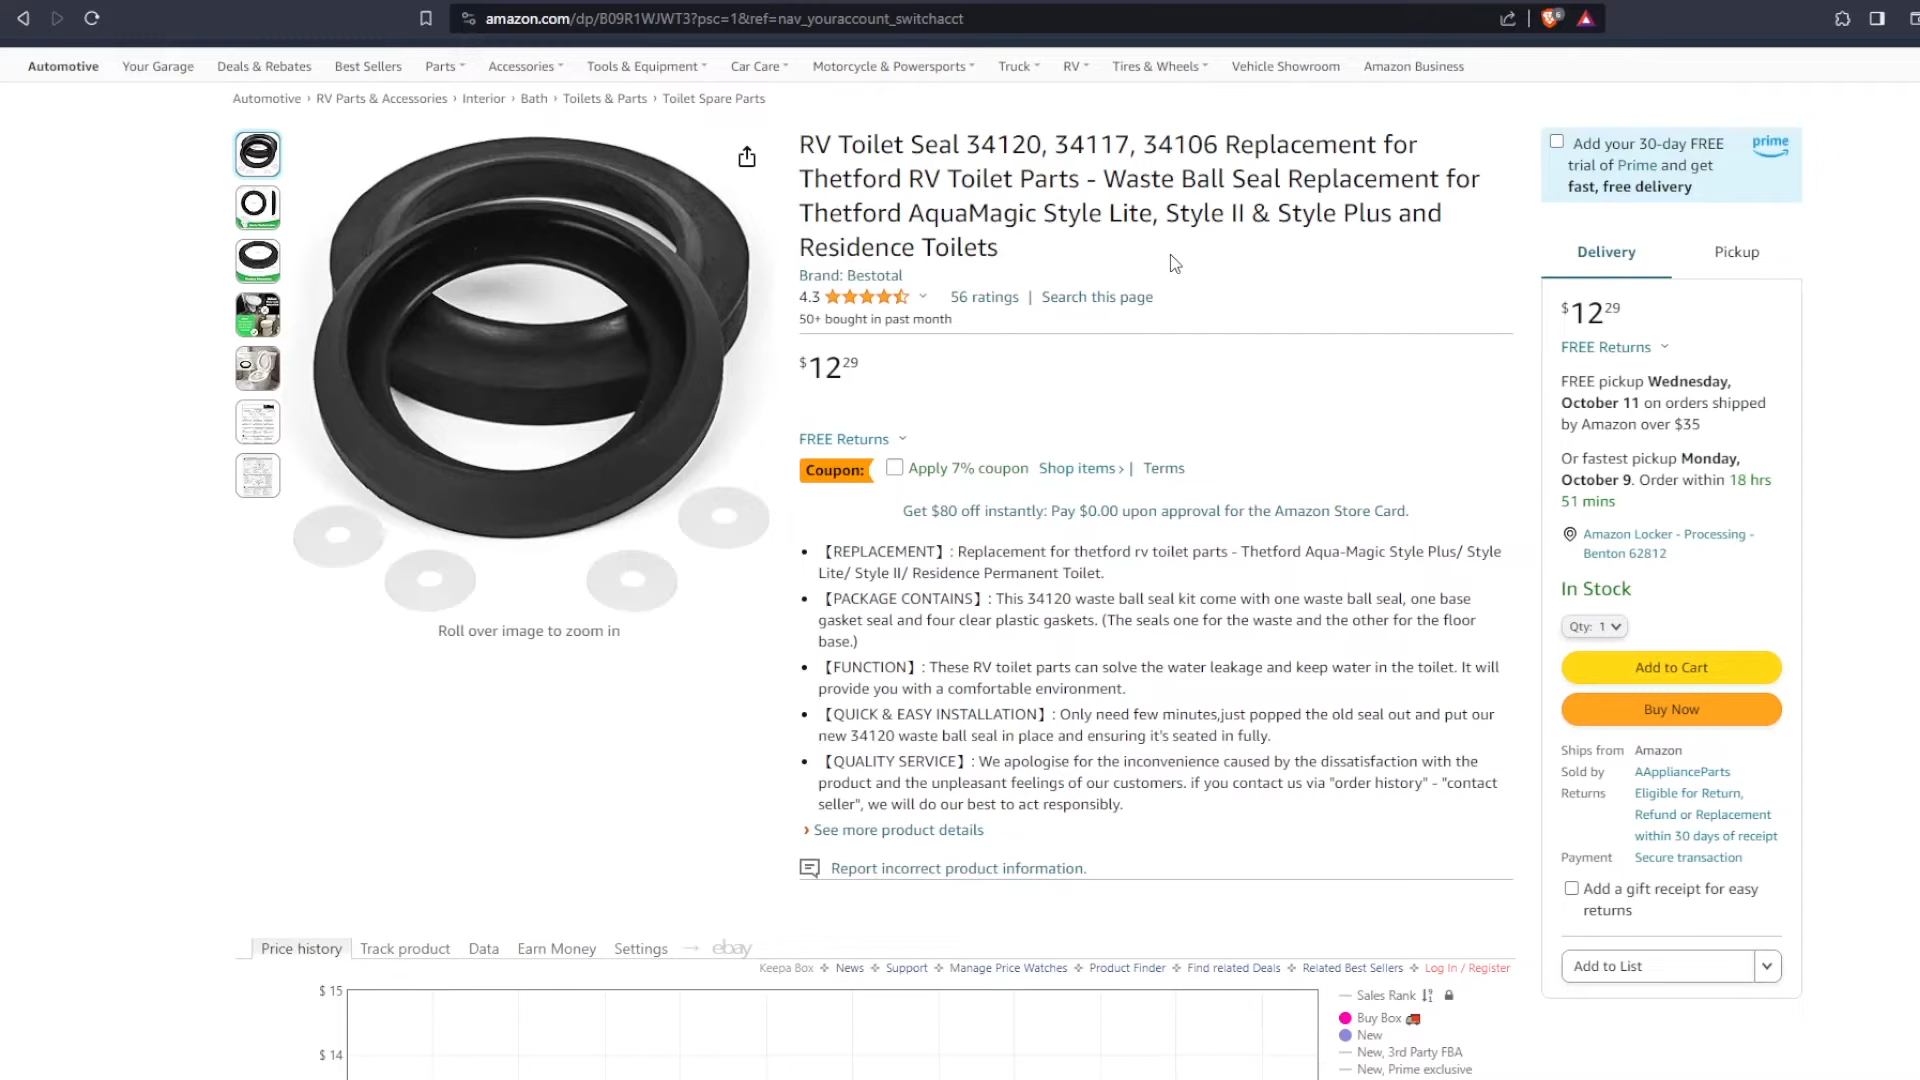 amazon.com/dp/B09R1WJWT3?psc=1&ref=nav_youraccount_switchacct
Automotive Your Garage Deals & Rebates Best Sellers Parts Accessories Tools & Equipment Car Care Motorcycle & Powersports Truck RV Tires & Wheels Vehicle Showroom Amazon Business
Automotive › RV Parts & Accessories › Interior › Bath › Toilets & Parts › Toilet Spare Parts
RV Toilet Seal 34120, 34117, 34106 Replacement for
Thetford RV Toilet Parts - Waste Ball Seal Replacement for
Thetford AquaMagic Style Lite, Style II & Style Plus and
Residence Toilets
Brand: Bestotal
4.3 56 ratings | Search this page
50+ bought in past month
$12 29
FREE Returns
Coupon: Apply 7% coupon Shop items › | Terms
Get $80 off instantly: Pay $0.00 upon approval for the Amazon Store Card.
• 【REPLACEMENT】: Replacement for thetford rv toilet parts - Thetford Aqua-Magic Style Plus/ Style
Lite/ Style II/ Residence Permanent Toilet.
• 【PACKAGE CONTAINS】: This 34120 waste ball seal kit come with one waste ball seal, one base
gasket seal and four clear plastic gaskets. (The seals one for the waste and the other for the floor
base.)
• 【FUNCTION】: These RV toilet parts can solve the water leakage and keep water in the toilet. It will
provide you with a comfortable environment.
• 【QUICK & EASY INSTALLATION】: Only need few minutes,just popped the old seal out and put our
new 34120 waste ball seal in place and ensuring it's seated in fully.
• 【QUALITY SERVICE】: We apologise for the inconvenience caused by the dissatisfaction with the
product and the unpleasant feelings of our customers. if you contact us via "order history" - "contact
seller", we will do our best to act responsibly.
› See more product details
Report incorrect product information.
Roll over image to zoom in
Add your 30-day FREE
trial of Prime and get
fast, free delivery
prime
Delivery Pickup
$12 29
FREE Returns
FREE pickup Wednesday,
October 11 on orders shipped
by Amazon over $35
Or fastest pickup Monday,
October 9. Order within 18 hrs
51 mins
Amazon Locker - Processing -
Benton 62812
In Stock
Qty: 1
Add to Cart
Buy Now
Ships from Amazon
Sold by AApplianceParts
Returns Eligible for Return,
Refund or Replacement
within 30 days of receipt
Payment Secure transaction
Add a gift receipt for easy
returns
Add to List
Price history Track product Data Earn Money Settings → ebay
Keepa Box News Support Manage Price Watches Product Finder Find related Deals Related Best Sellers Log In / Register
$ 15
$ 14
Sales Rank
Buy Box
New
New, 3rd Party FBA
New, Prime exclusive